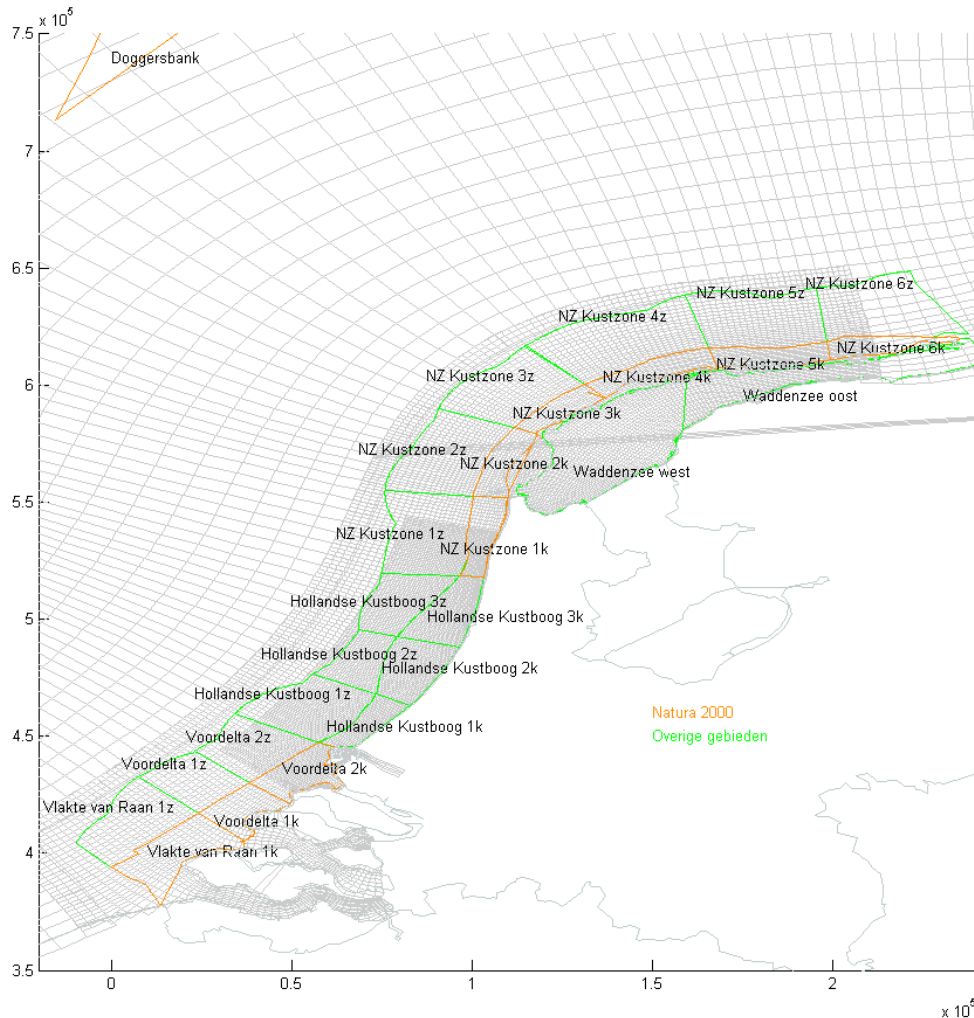 x 10⁵
7.5
Doggersbank
7
6.5
NZ Kustzone 6z
NZ Kustzone 5z
NZ Kustzone 4z
NZ Kustzone 6k
NZ Kustzone 5k
6
NZ Kustzone 3z
NZ Kustzone 4k
Waddenzee oost
NZ Kustzone 3k
NZ Kustzone 2z
NZ Kustzone 2k
Waddenzee west
5.5
NZ Kustzone 1z
NZ Kustzone 1k
Hollandse Kustboog 3z
5
Hollandse Kustboog 3k
Hollandse Kustboog 2z
Hollandse Kustboog 2k
Hollandse Kustboog 1z
Natura 2000
Hollandse Kustboog 1k
4.5
Voordelta 2z
Overige gebieden
Voordelta 1z
Voordelta 2k
Vlakte van Raan 1z
Voordelta 1k
4
Vlakte van Raan 1k
3.5
0
0.5
1
1.5
2
x 10⁵